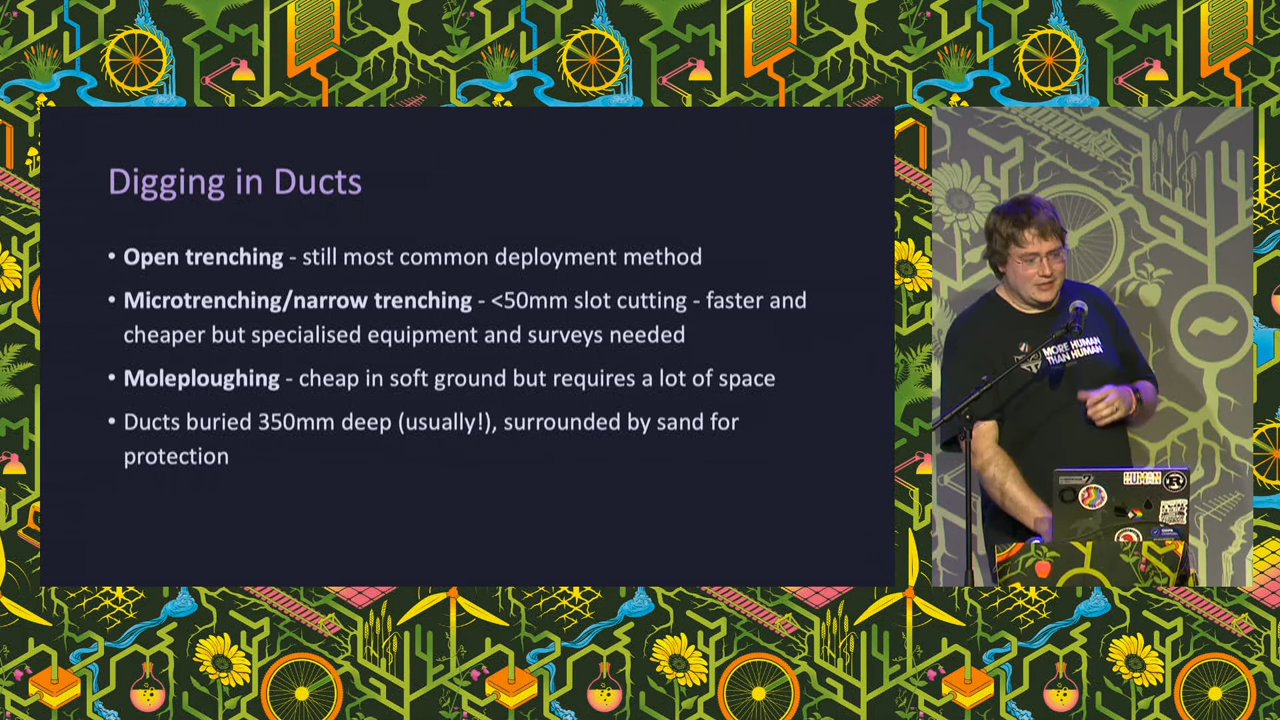 Digging in Ducts
• Open trenching - still most common deployment method
• Microtrenching/narrow trenching - <50mm slot cutting - faster and
cheaper but specialised equipment and surveys needed
• Moleploughing - cheap in soft ground but requires a lot of space
• Ducts buried 350mm deep (usually!), surrounded by sand for
protection
MORE HUMAN
THAN HUMAN
HUMAN
R